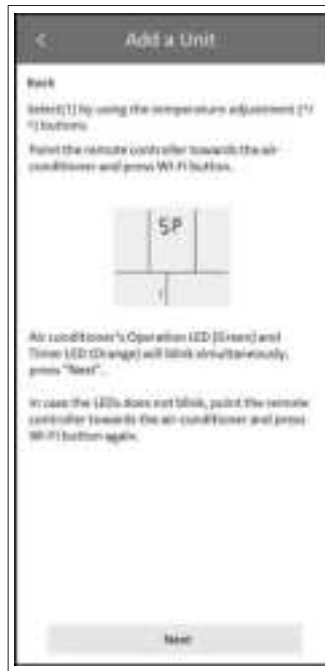 < Add a Unit
Back
Select [1] by using the temperature adjustment
buttons.
Point the remote controller towards the air
conditioner and press WI-FI button.
SP
Air conditioner's Operation LED [Green] and
Timer LED (Orange) will blink simultaneously,
press "Next".
In case the LEDs does not blink, point the remote
controller towards the air conditioner and press
WI-FI button again.
Next